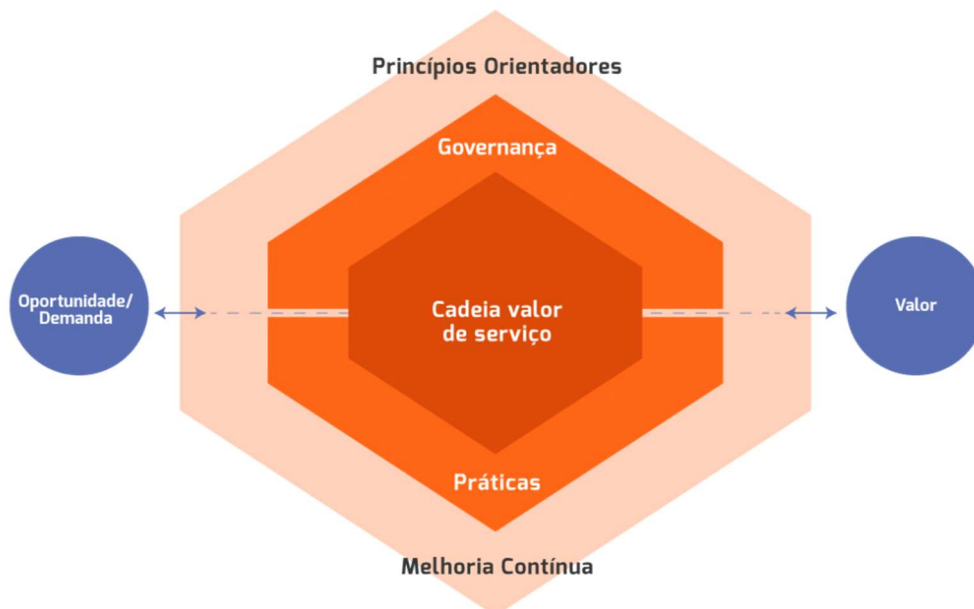 Princípios Orientadores
Governança
Oportunidade/
Demanda
Cadeia valor
de serviço
Valor
Práticas
Melhoria Contínua